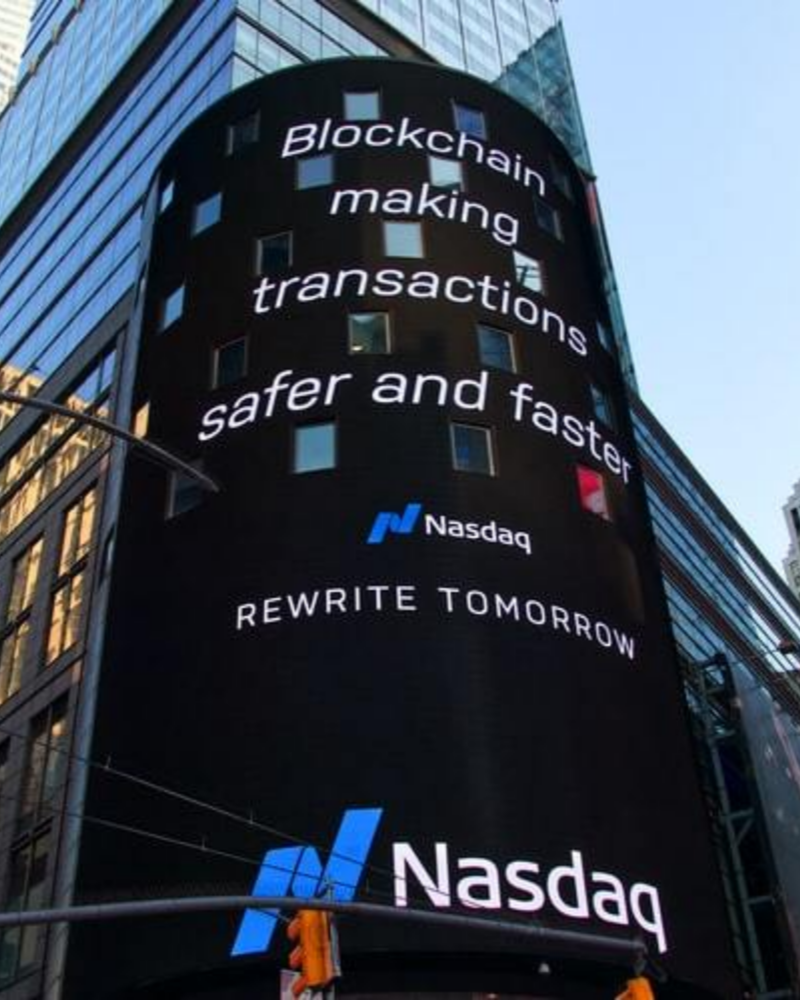 Blockchain
making
transactions
safer and faster
Nasdaq
REWRITE TOMORROW
Nasdaq